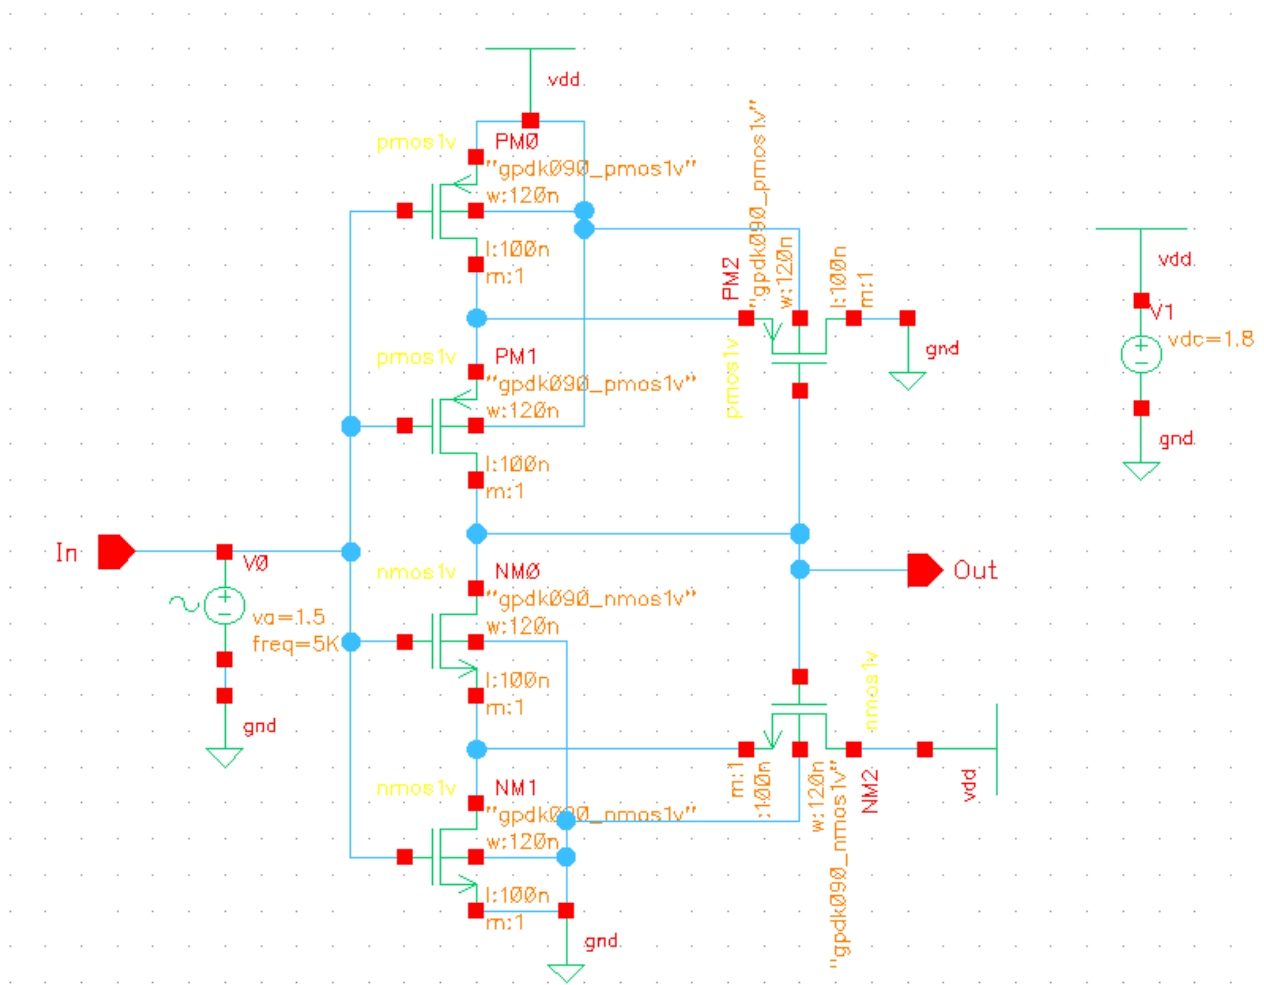 vdd
pmos1v
PM0
"gpdk090_pmos1v"
w:120n
l:100n
m:1
pmos1v
PM1
"gpdk090_pmos1v"
w:120n
l:100n
m:1
PM2
"gpdk090_pmos1v"
w:120n
l:100n
m:1
pmos1v
gnd
vdd
V1
vdc=1.8
gnd
In
V0
va=1.5
freq=5K
gnd
nmos1v
NM0
"gpdk090_nmos1v"
w:120n
l:100n
m:1
Out
nmos1v
NM1
"gpdk090_nmos1v"
w:120n
l:100n
m:1
gnd
nmos1v
m:1
:100n
w:120n
"gpdk090_nmos1v"
NM2
vdd